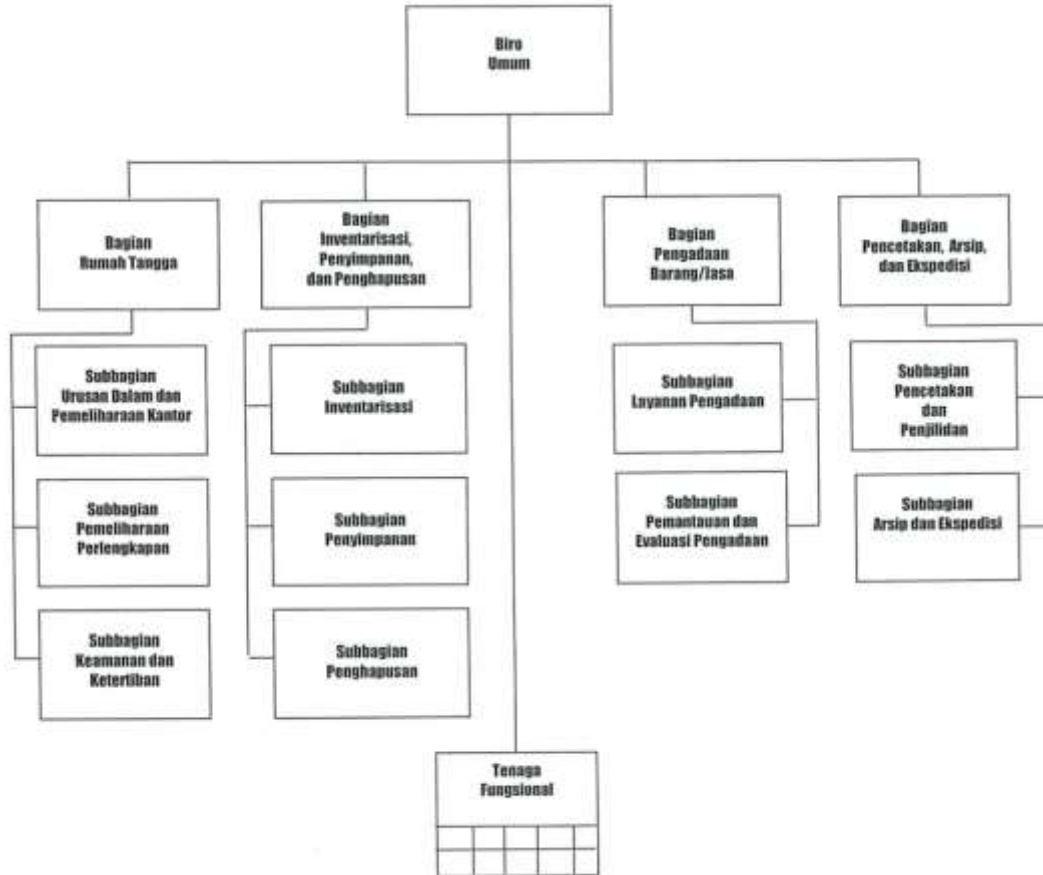 Biro
Umum
Bagian
Rumah Tangga
Bagian
Inventarisasi,
Penyimpanan,
dan Penghapusan
Bagian
Pengadaan
Barang/Jasa
Bagian
Pencetakan, Arsip,
dan Ekspedisi
Subbagian
Urusan Dalam dan
Pemeliharaan Kantor
Subbagian
Inventarisasi
Subbagian
Layanan Pengadaan
Subbagian
Pencetakan
dan
Penjilidan
Subbagian
Pemeliharaan
Perlengkapan
Subbagian
Penyimpanan
Subbagian
Pemantauan dan
Evaluasi Pengadaan
Subbagian
Arsip dan Ekspedisi
Subbagian
Keamanan dan
Ketertiban
Subbagian
Penghapusan
Tenaga
Fungsional